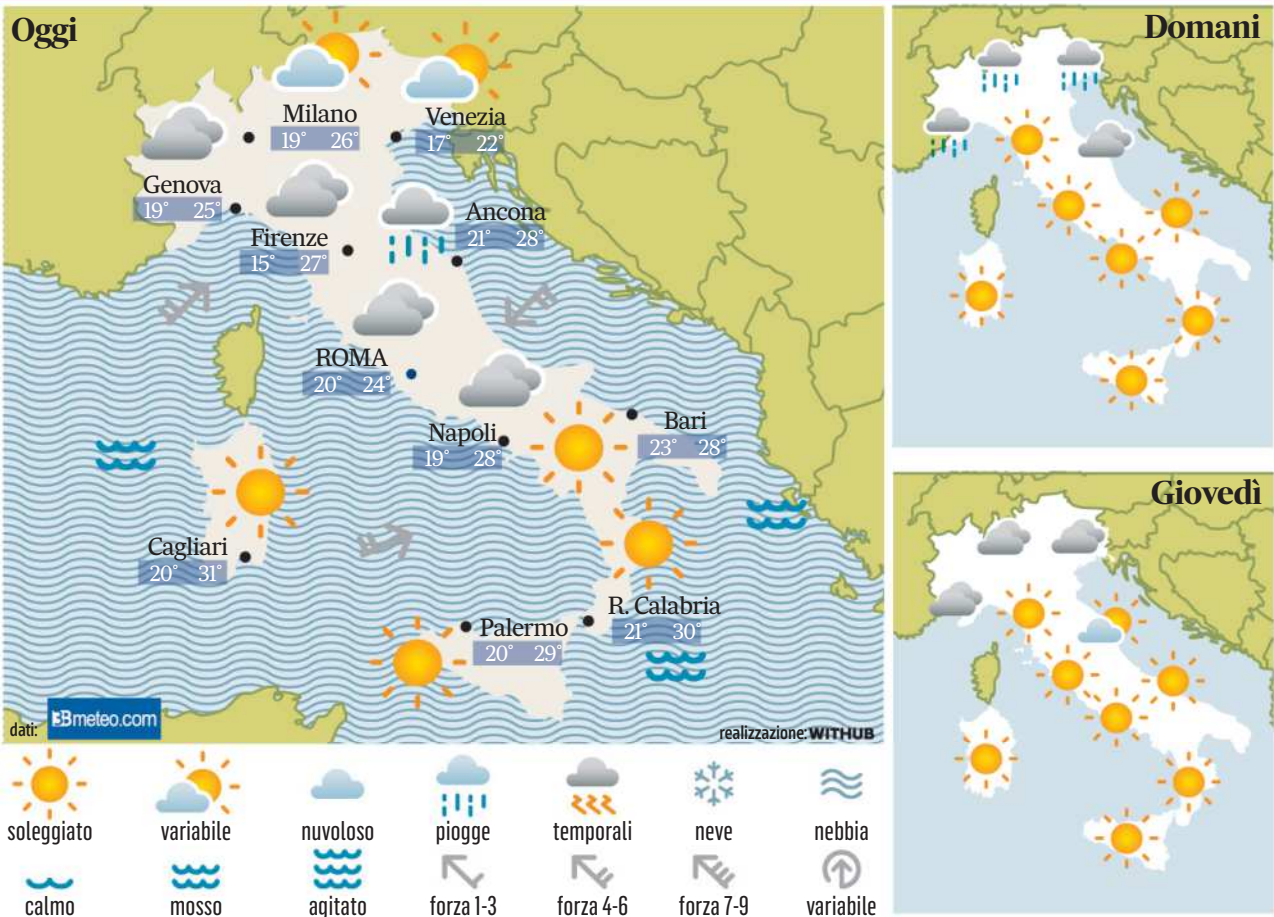 Oggi
Milano
19° 26°
Venezia
17° 22°
Genova
19° 25°
Ancona
21° 28°
Firenze
15° 27°
ROMA
20° 24°
Napoli
19° 28°
Bari
23° 28°
Cagliari
20° 31°
R. Calabria
21° 30°
Palermo
20° 29°
dati: 3Bmeteo.com
realizzazione: WITHUB
Domani
Giovedì
soleggiato variabile nuvoloso piogge temporali neve nebbia
calmo mosso agitato forza 1-3 forza 4-6 forza 7-9 variabile